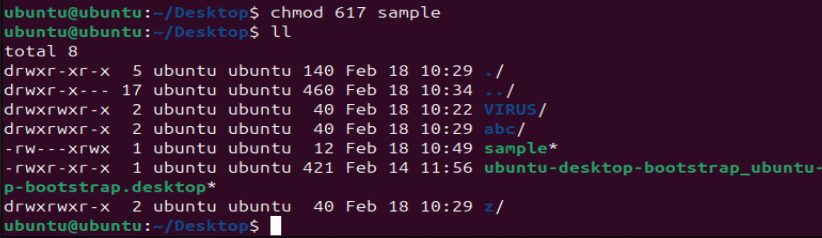 ubuntu@ubuntu:~/Desktop$ chmod 617 sample
ubuntu@ubuntu:~/Desktop$ ll
total 8
drwxr-xr-x  5 ubuntu ubuntu 140 Feb 18 10:29 ./
drwxr-x--- 17 ubuntu ubuntu 460 Feb 18 10:34 ../
drwxrwxr-x  2 ubuntu ubuntu  40 Feb 18 10:22 VIRUS/
drwxrwxr-x  2 ubuntu ubuntu  40 Feb 18 10:29 abc/
-rw---xrwx  1 ubuntu ubuntu  12 Feb 18 10:49 sample*
-rwxr-xr-x  1 ubuntu ubuntu 421 Feb 14 11:56 ubuntu-desktop-bootstrap_ubuntu-
p-bootstrap.desktop*
drwxrwxr-x  2 ubuntu ubuntu  40 Feb 18 10:29 z/
ubuntu@ubuntu:~/Desktop$